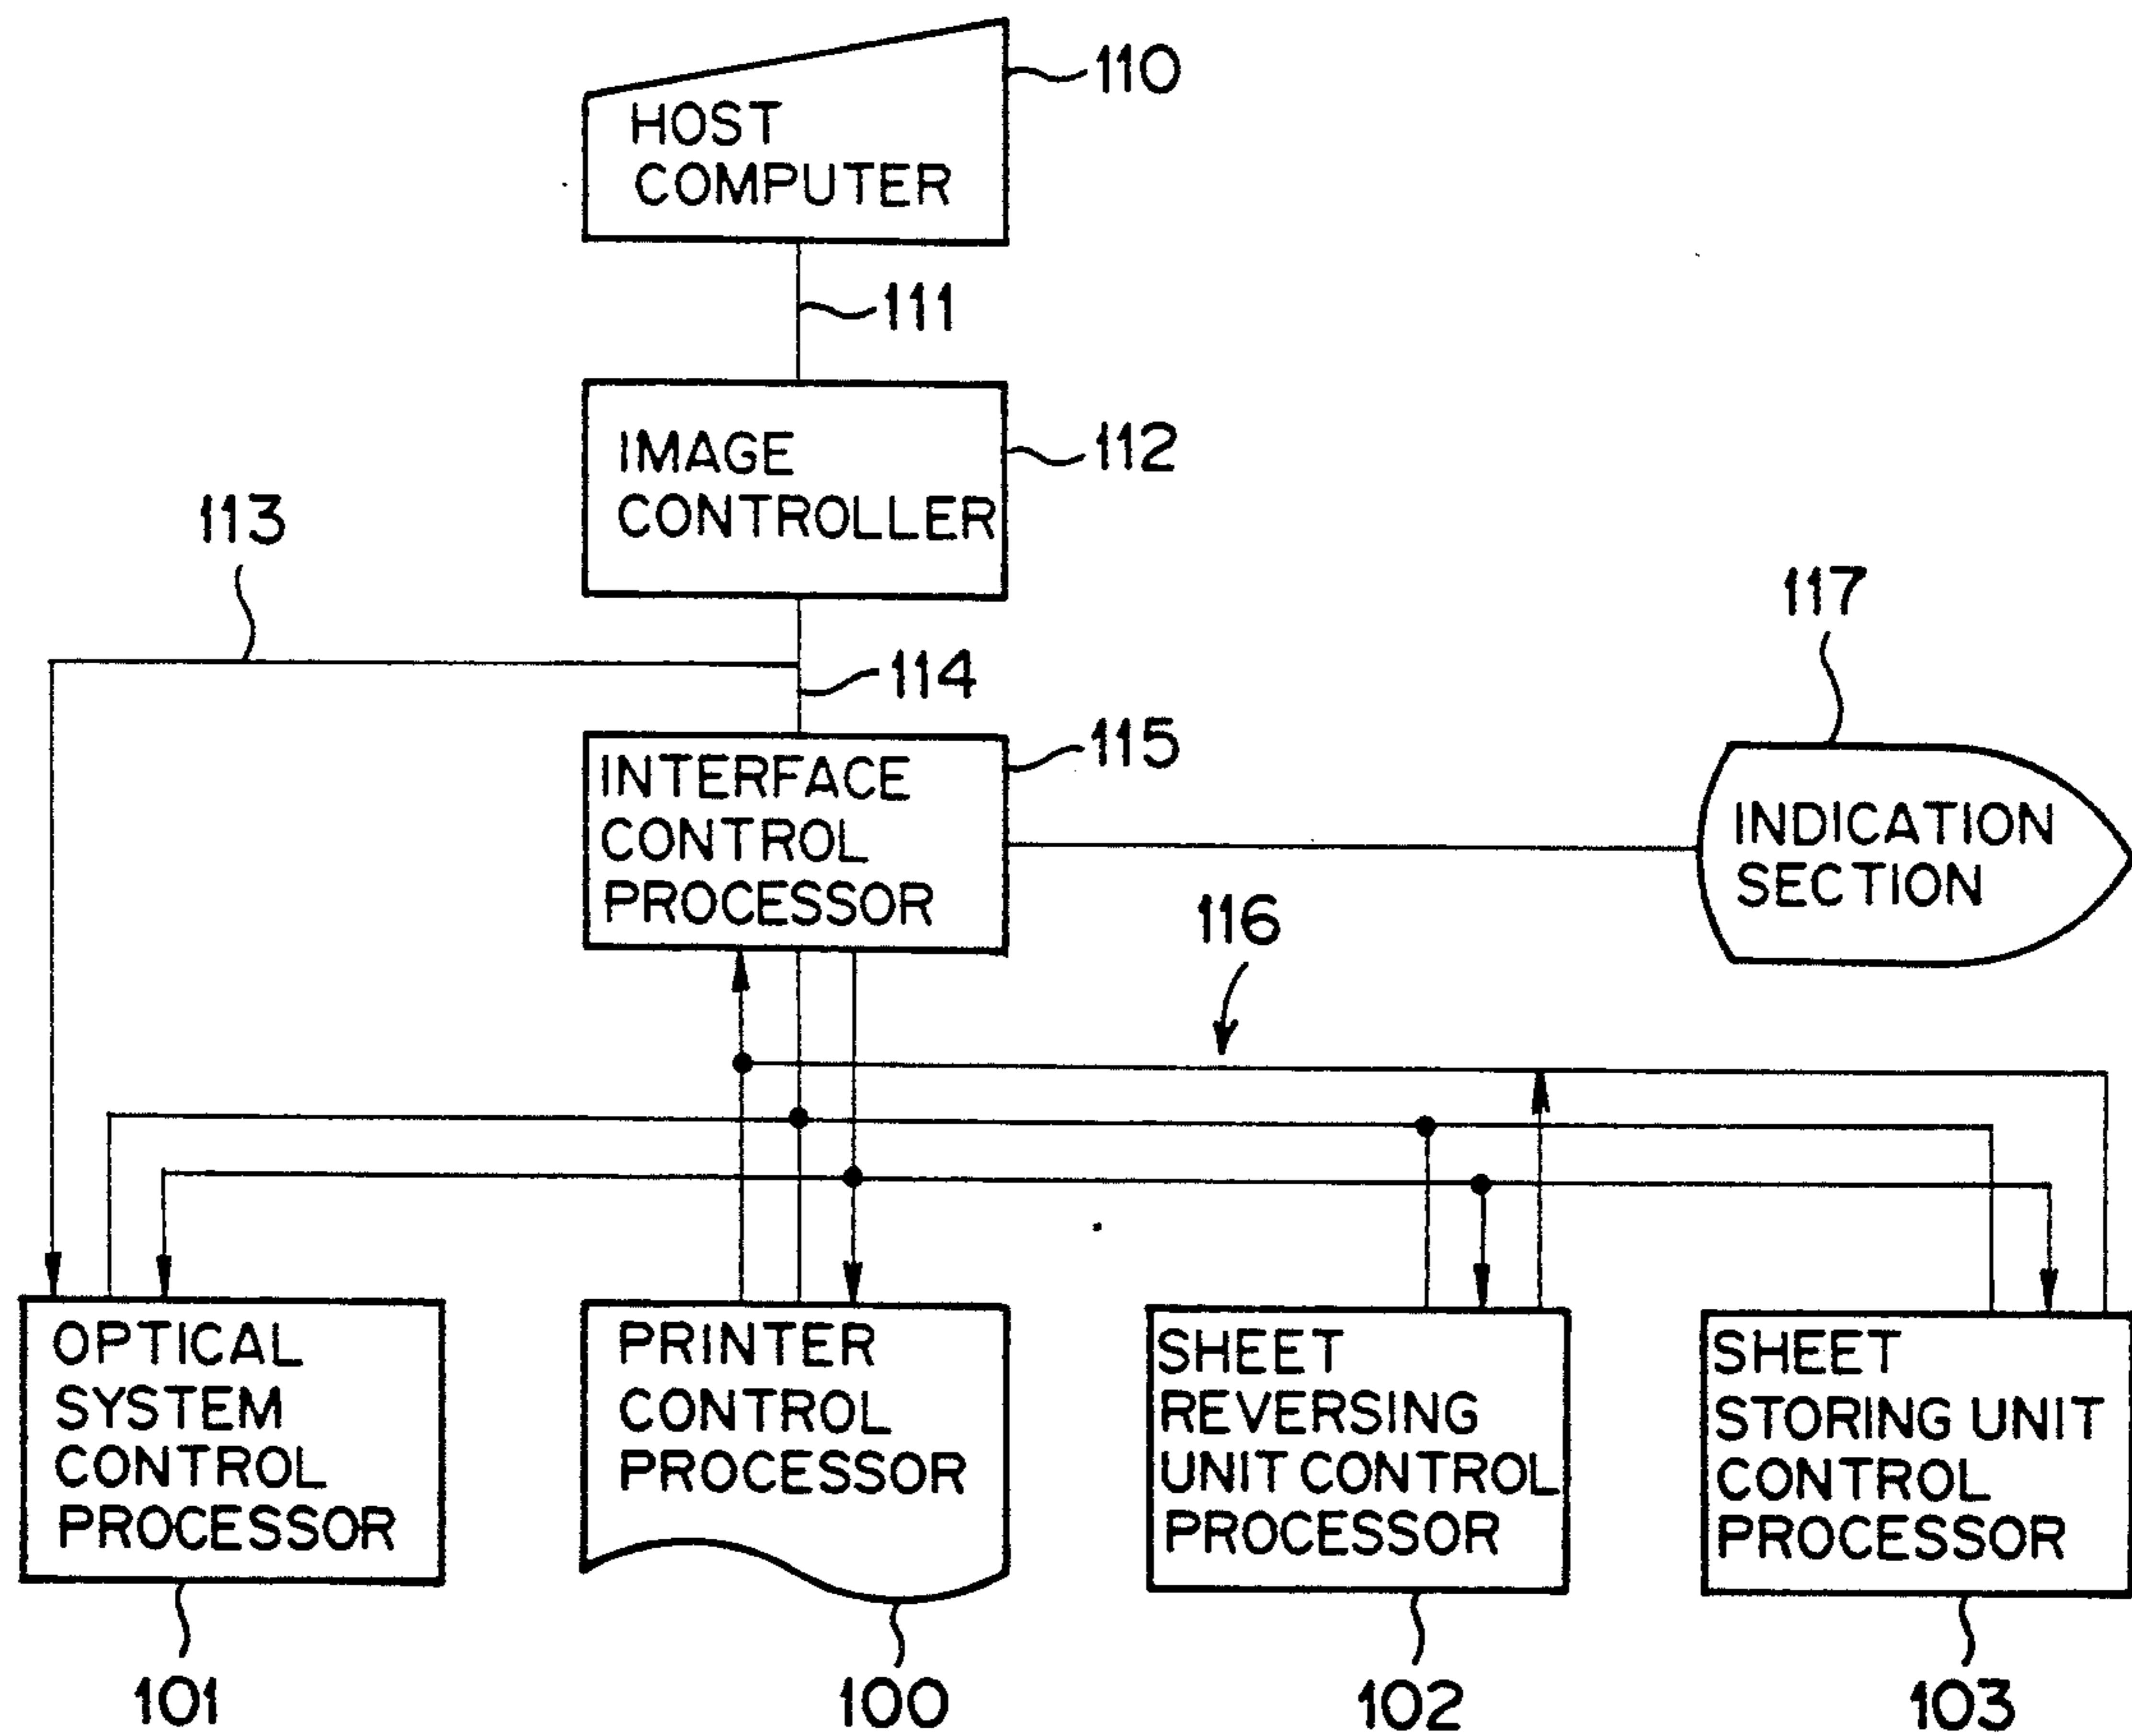 110
HOST
COMPUTER
111
IMAGE
CONTROLLER
112
113
114
117
INTERFACE
CONTROL
PROCESSOR
115
INDICATION
SECTION
116
OPTICAL
SYSTEM
CONTROL
PROCESSOR
PRINTER
CONTROL
PROCESSOR
SHEET
REVERSING
UNIT CONTROL
PROCESSOR
SHEET
STORING UNIT
CONTROL
PROCESSOR
101
100
102
103